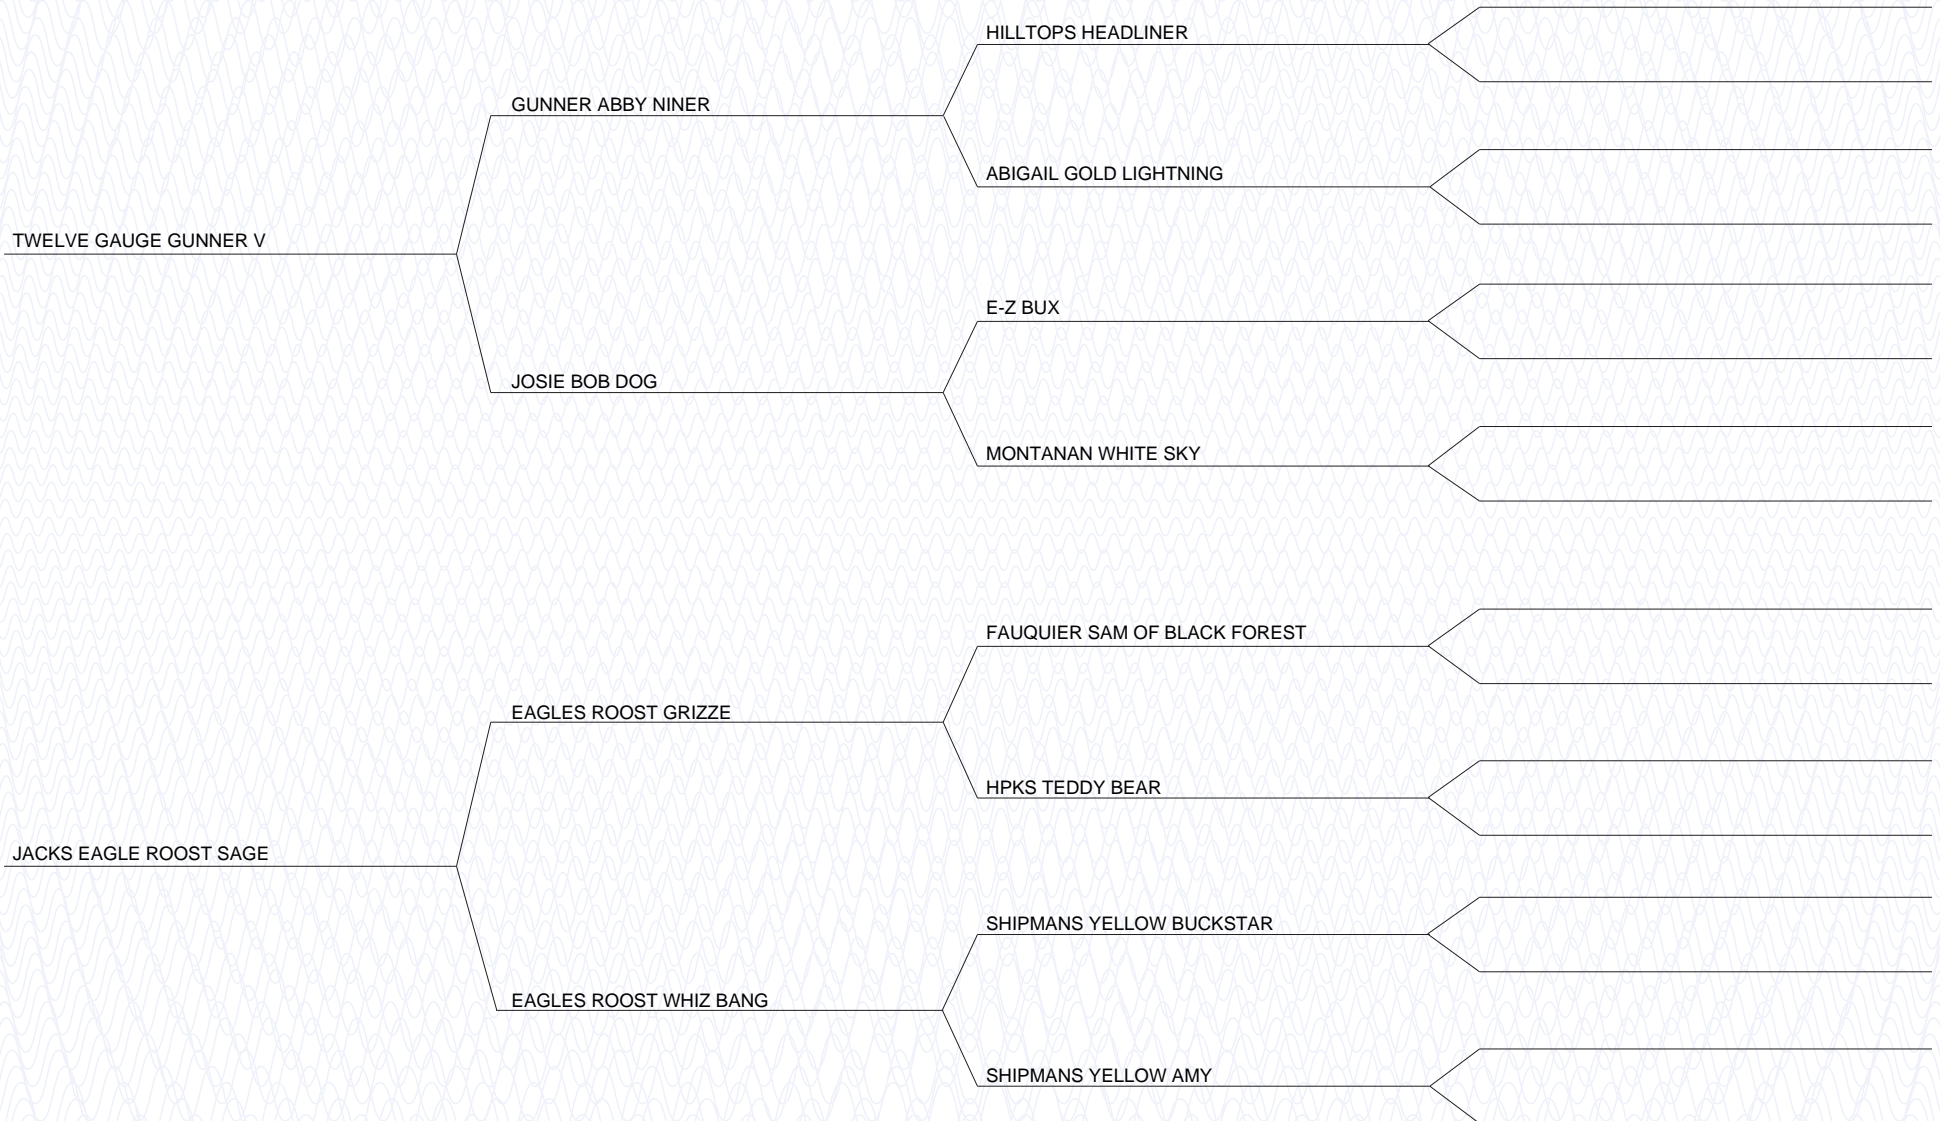 HILLTOPS HEADLINER
GUNNER ABBY NINER
ABIGAIL GOLD LIGHTNING
TWELVE GAUGE GUNNER V
E-Z BUX
JOSIE BOB DOG
MONTANAN WHITE SKY
FAUQUIER SAM OF BLACK FOREST
EAGLES ROOST GRIZZE
HPKS TEDDY BEAR
JACKS EAGLE ROOST SAGE
SHIPMANS YELLOW BUCKSTAR
EAGLES ROOST WHIZ BANG
SHIPMANS YELLOW AMY